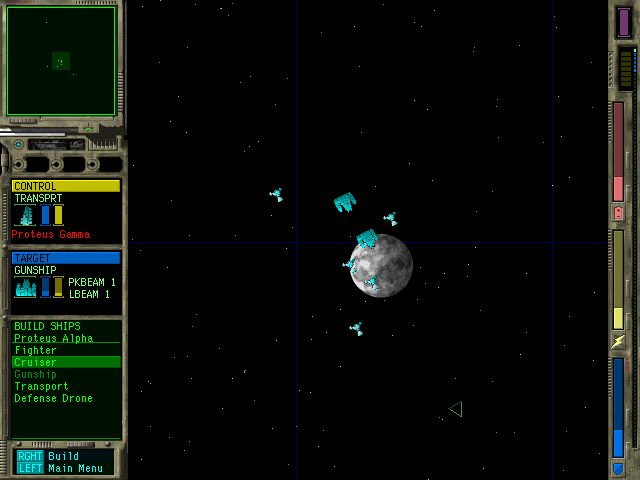 CONTROL
TRANSPRT
Proteus Gamma
TARGET
GUNSHIP
PKBEAM 1
LBEAM 1
BUILD SHIPS
Proteus Alpha
Fighter
Cruiser
Gunship
Transport
Defense Drone
RGHT Build
LEFT Main Menu